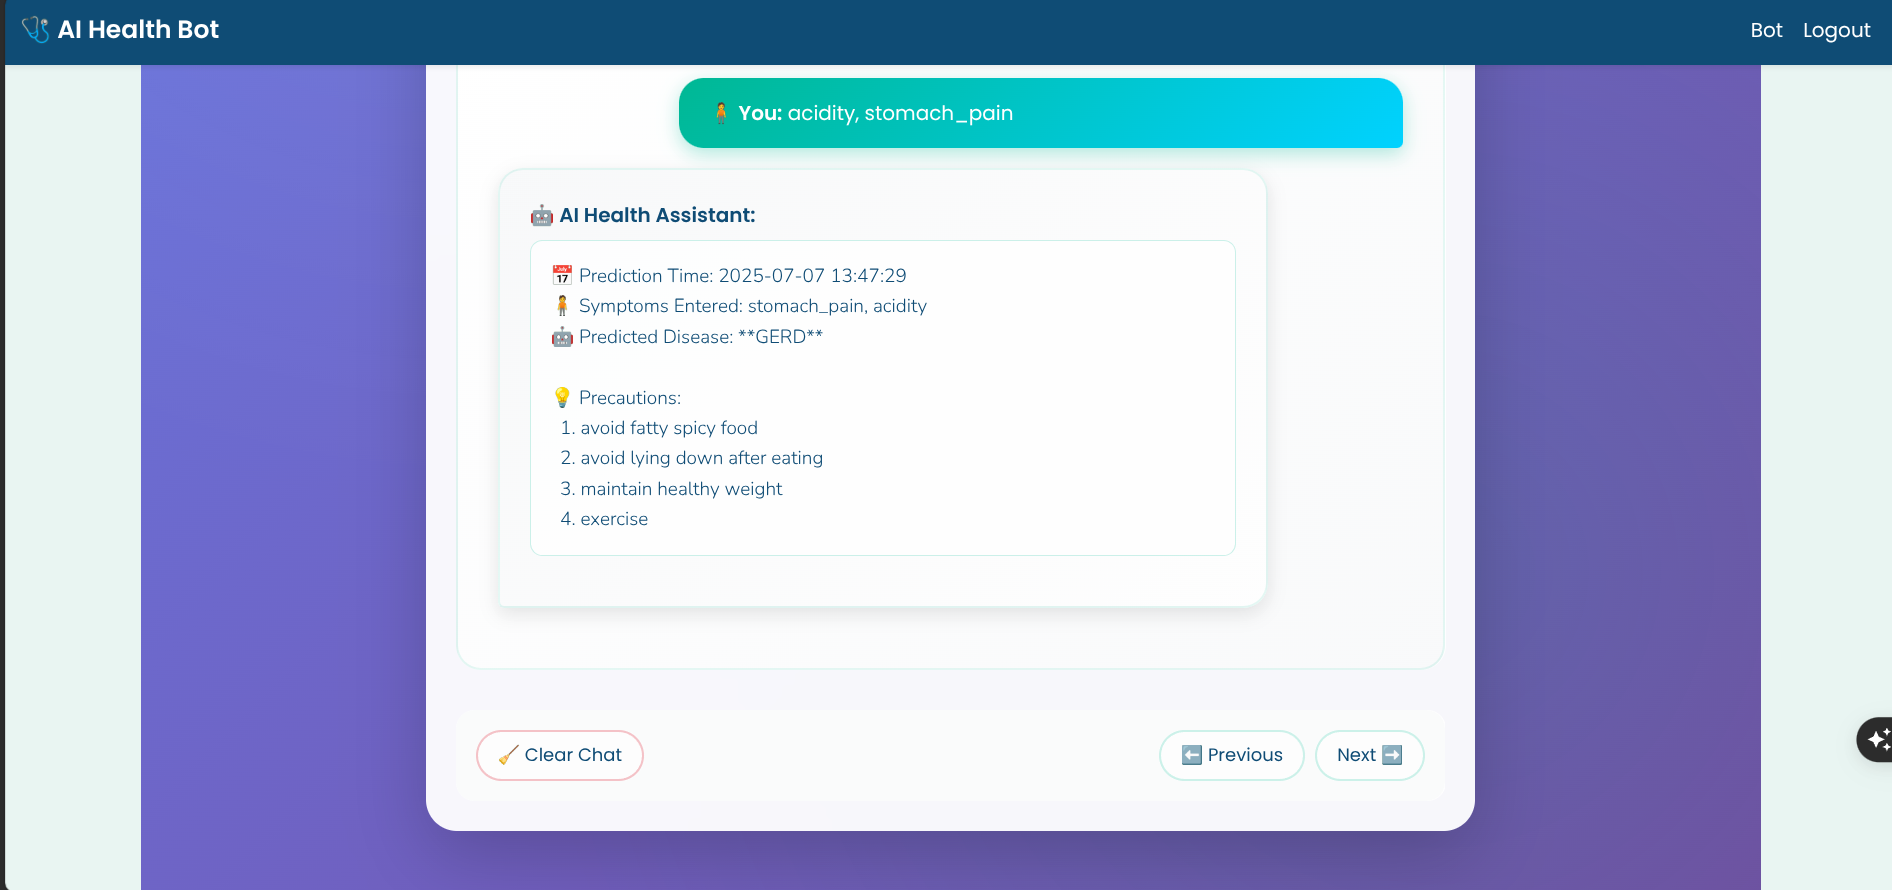 🩺 AI Health Bot
Bot Logout
🧍 You: acidity, stomach_pain
🤖 AI Health Assistant:
📅 Prediction Time: 2025-07-07 13:47:29
🧍 Symptoms Entered: stomach_pain, acidity
🤖 Predicted Disease: **GERD**
💡 Precautions:
1. avoid fatty spicy food
2. avoid lying down after eating
3. maintain healthy weight
4. exercise
🧹 Clear Chat
⬅️ Previous
Next ➡️